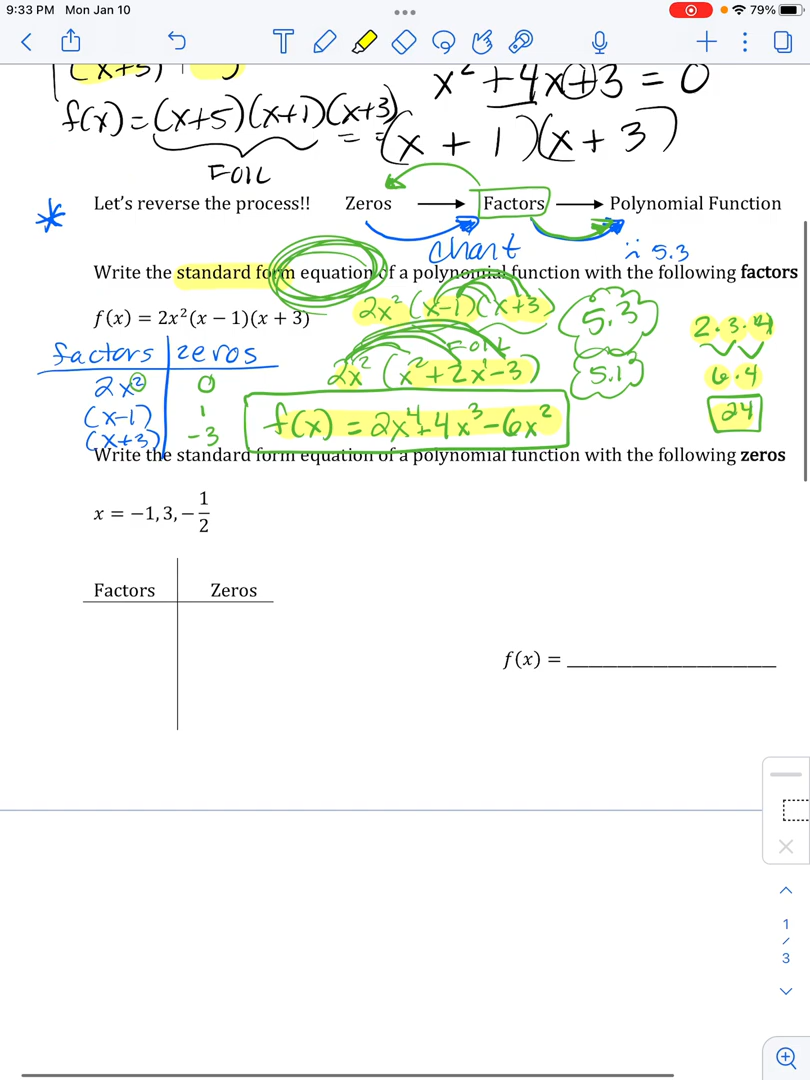 9:33 PM Mon Jan 10 79%
T
x² + 4x + 3 = 0
f(x) = (x+5)(x+1)(x+3)
(x + 1)(x + 3)
FOIL
Let's reverse the process!! Zeros → Factors → Polynomial Function
chart
∴ 5.3
Write the standard form equation of a polynomial function with the following factors
f(x) = 2x²(x − 1)(x + 3)
2x²(x−1)(x+3)
5.3
2·3·4
factors zeros
FOIL
2x² 0
2x²(x²+2x−3)
5.1
6·4
(x−1) 1
f(x) = 2x⁴+4x³−6x²
24
(x+3) −3
Write the standard form equation of a polynomial function with the following zeros
x = −1, 3, −1/2
Factors Zeros
f(x) = ____________________
1
/
3